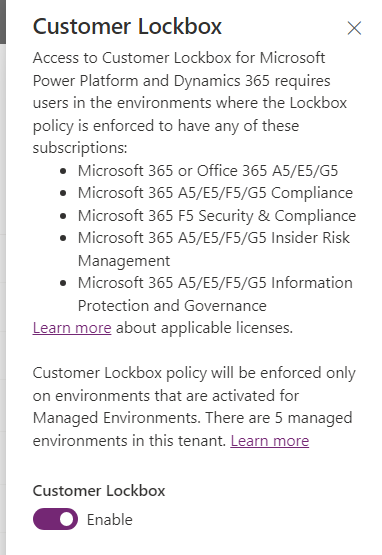 Customer Lockbox
Access to Customer Lockbox for Microsoft
Power Platform and Dynamics 365 requires
users in the environments where the Lockbox
policy is enforced to have any of these
subscriptions:
• Microsoft 365 or Office 365 A5/E5/G5
• Microsoft 365 A5/E5/F5/G5 Compliance
• Microsoft 365 F5 Security & Compliance
• Microsoft 365 A5/E5/F5/G5 Insider Risk
Management
• Microsoft 365 A5/E5/F5/G5 Information
Protection and Governance
Learn more about applicable licenses.
Customer Lockbox policy will be enforced only
on environments that are activated for
Managed Environments. There are 5 managed
environments in this tenant. Learn more
Customer Lockbox
Enable